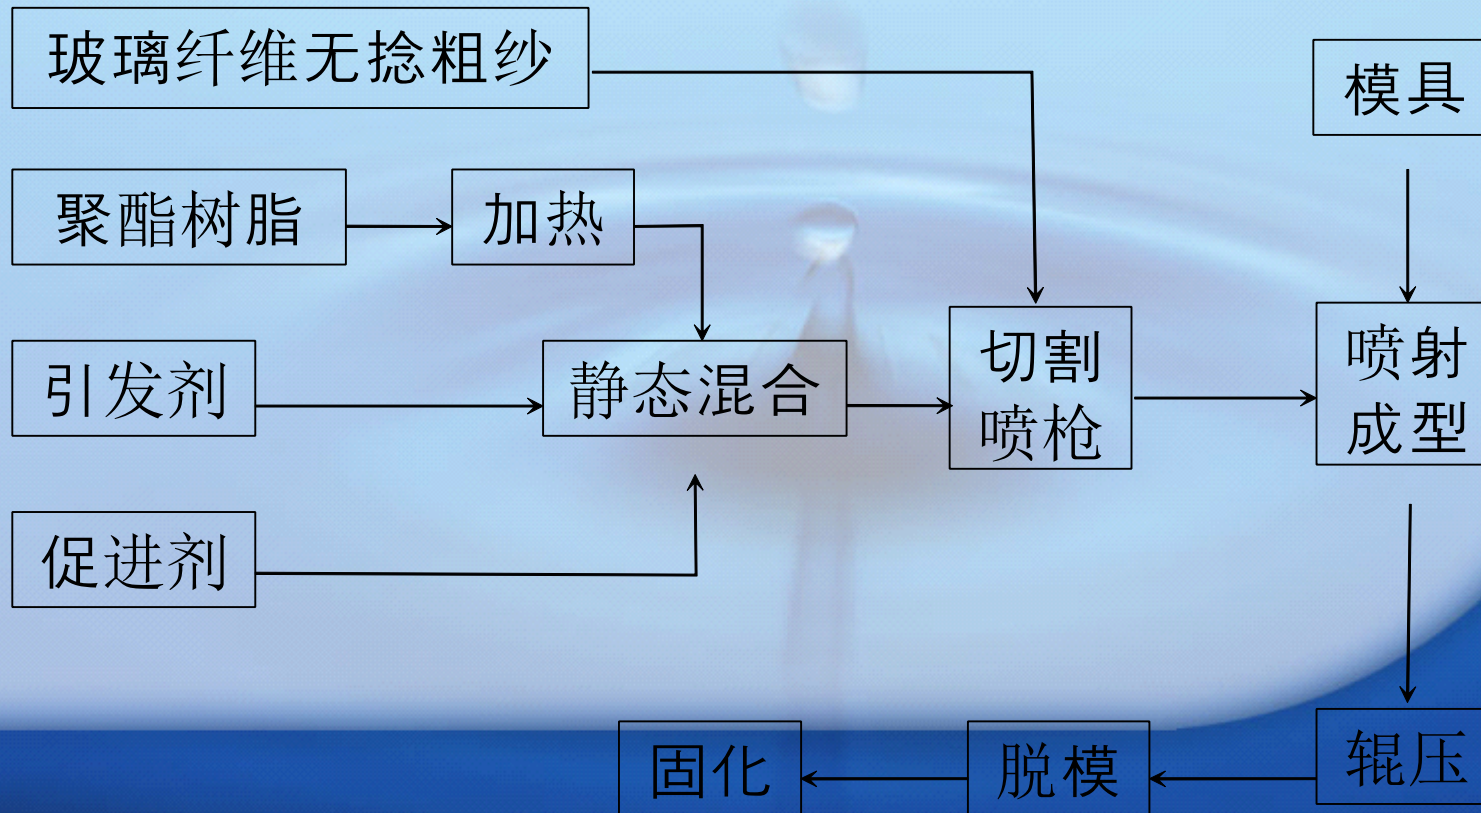 玻璃纤维无捻粗纱
模具
聚酯树脂
加热
引发剂
静态混合
切割
喷枪
喷射
成型
促进剂
固化
脱模
辊压